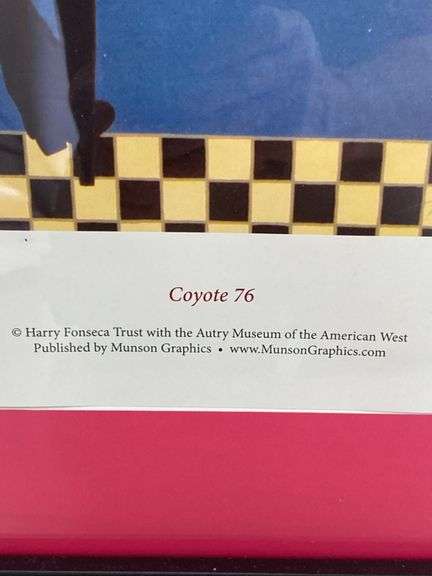 Coyote 76
© Harry Fonseca Trust with the Autry Museum of the American West
Published by Munson Graphics • www.MunsonGraphics.com